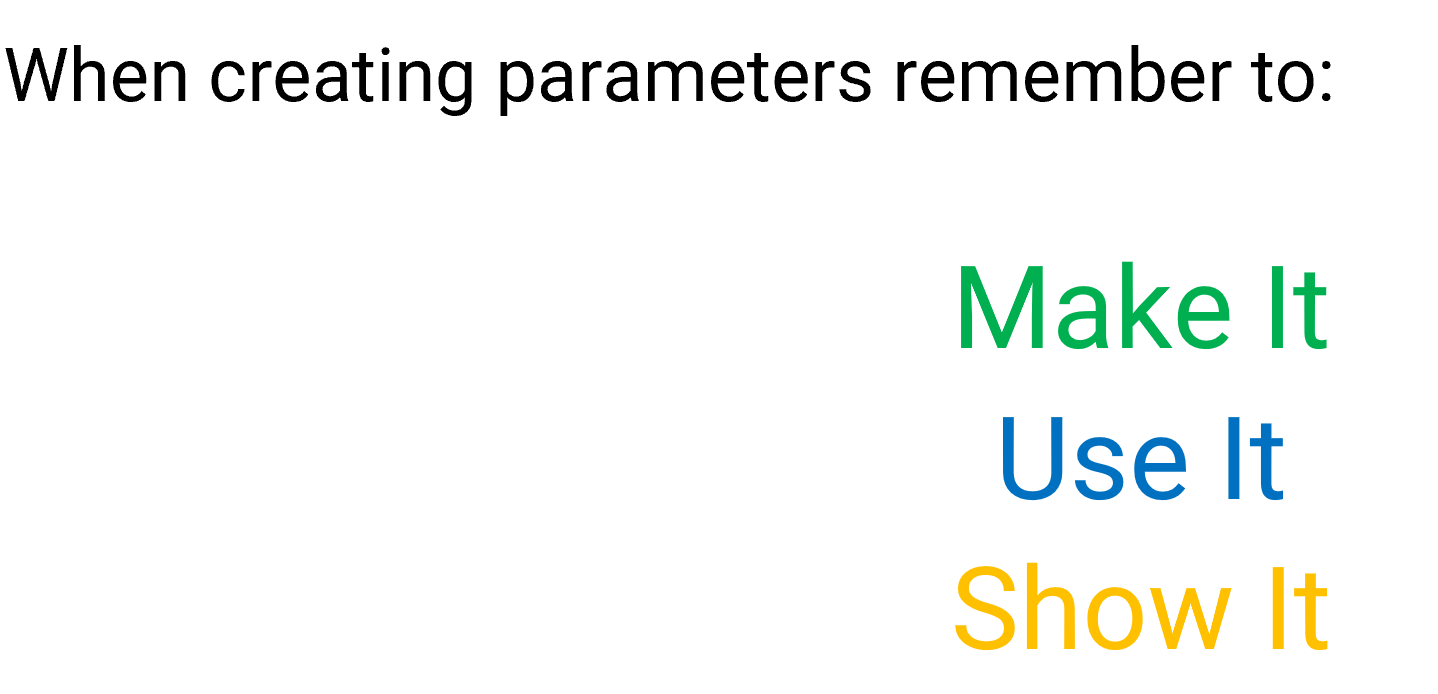 When creating parameters remember to:
Make It
Use It
Show It